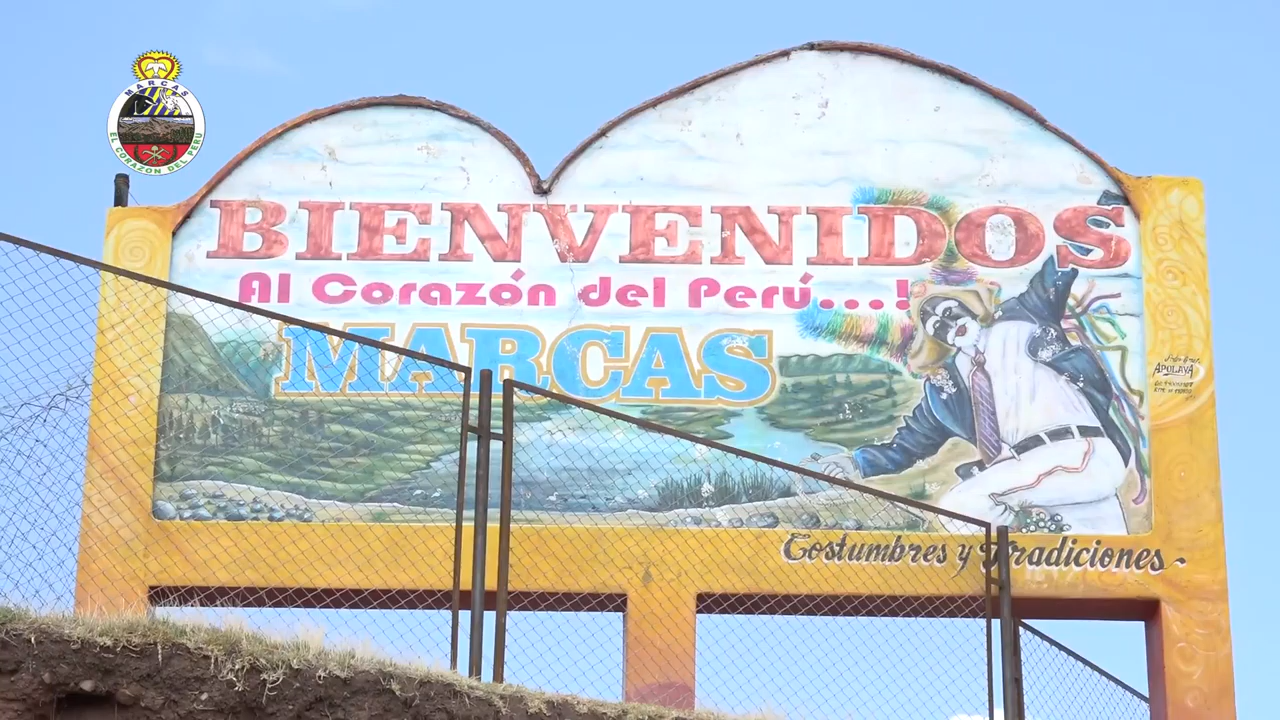 MARCAS
EL CORAZON DEL PERU
BIENVENIDOS
Al Corazón del Perú...!
MARCAS
APOLAYA
Costumbres y Tradiciones